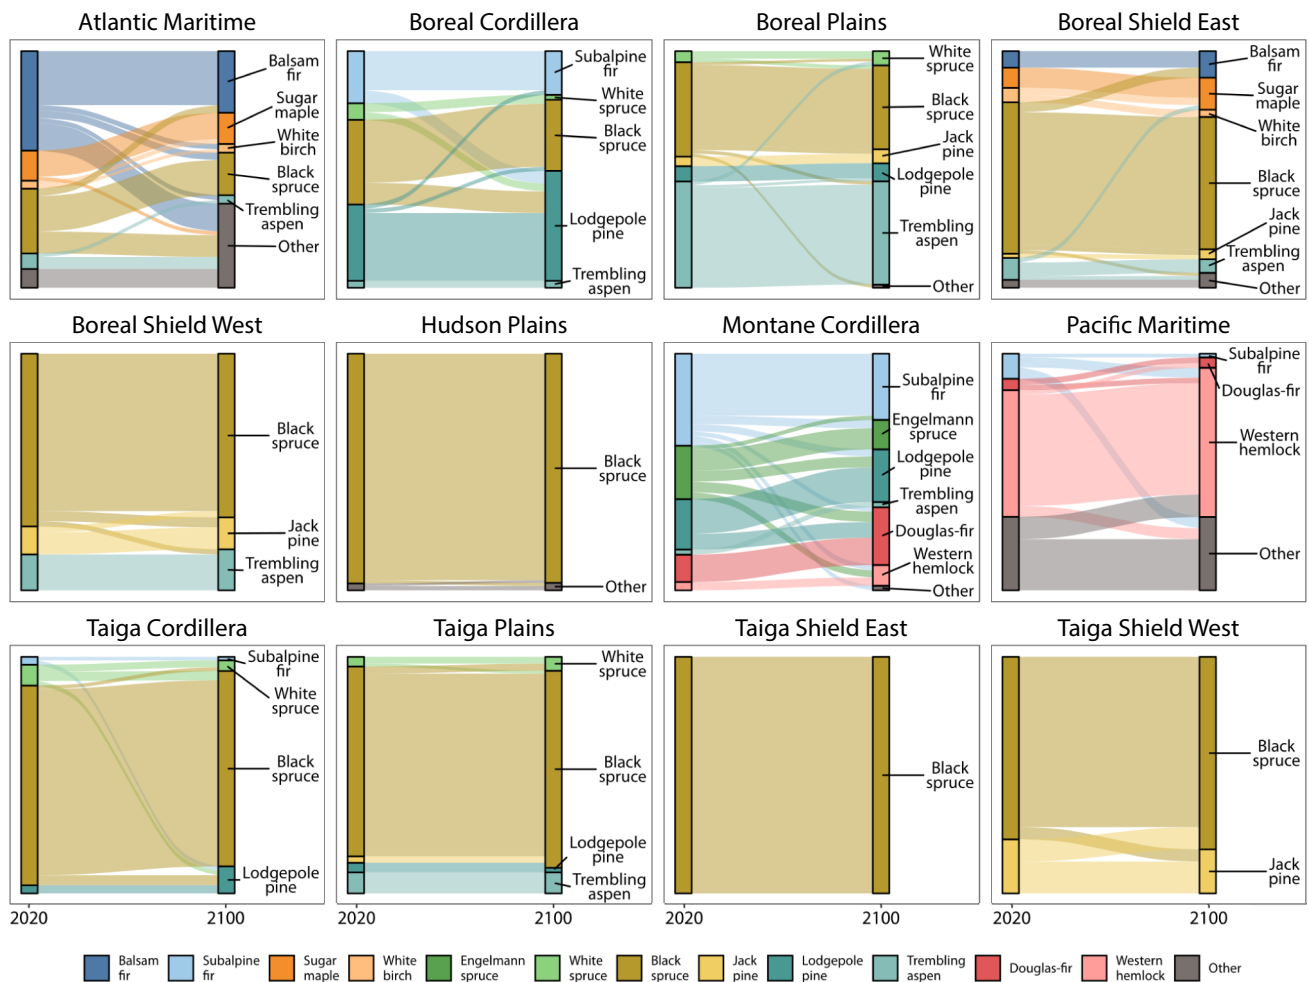 Atlantic Maritime
Boreal Cordillera
Boreal Plains
Boreal Shield East
Balsam
fir
Sugar
maple
White
birch
Black
spruce
Trembling
aspen
Other
Subalpine
fir
White
spruce
Black
spruce
Lodgepole
pine
Trembling
aspen
White
spruce
Black
spruce
Jack
pine
Lodgepole
pine
Trembling
aspen
Other
Balsam
fir
Sugar
maple
White
birch
Black
spruce
Jack
pine
Trembling
aspen
Other
Boreal Shield West
Hudson Plains
Montane Cordillera
Pacific Maritime
Black
spruce
Jack
pine
Trembling
aspen
Black
spruce
Other
Subalpine
fir
Engelmann
spruce
Lodgepole
pine
Trembling
aspen
Douglas-fir
Western
hemlock
Other
Subalpine
fir
Douglas-fir
Western
hemlock
Other
Taiga Cordillera
Taiga Plains
Taiga Shield East
Taiga Shield West
Subalpine
fir
White
spruce
Black
spruce
Lodgepole
pine
White
spruce
Black
spruce
Lodgepole
pine
Trembling
aspen
Black
spruce
Black
spruce
Jack
pine
2020 2100 2020 2100 2020 2100 2020 2100
Balsam
fir
Subalpine
fir
Sugar
maple
White
birch
Engelmann
spruce
White
spruce
Black
spruce
Jack
pine
Lodgepole
pine
Trembling
aspen
Douglas-fir
Western
hemlock
Other